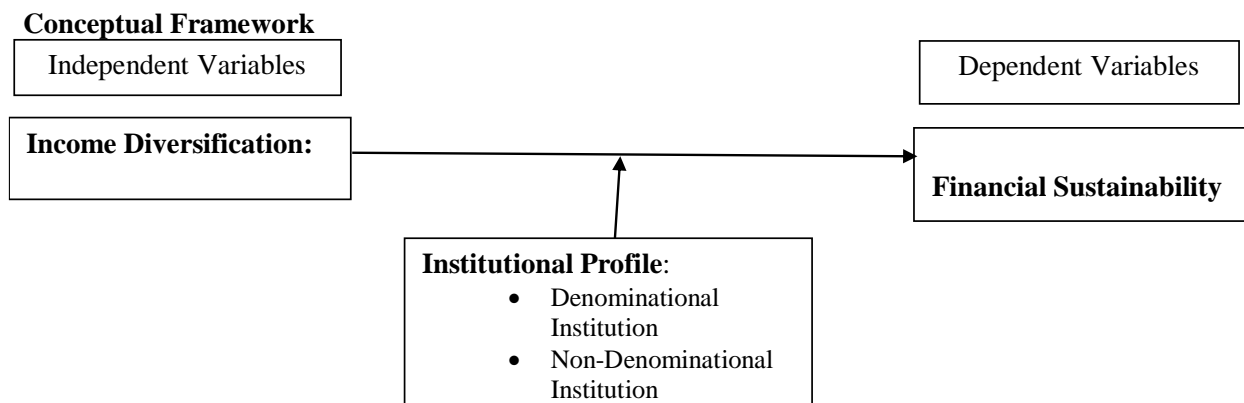 Conceptual Framework
Independent Variables
Dependent Variables
Income Diversification:
Financial Sustainability
Institutional Profile:
• Denominational
Institution
• Non-Denominational
Institution